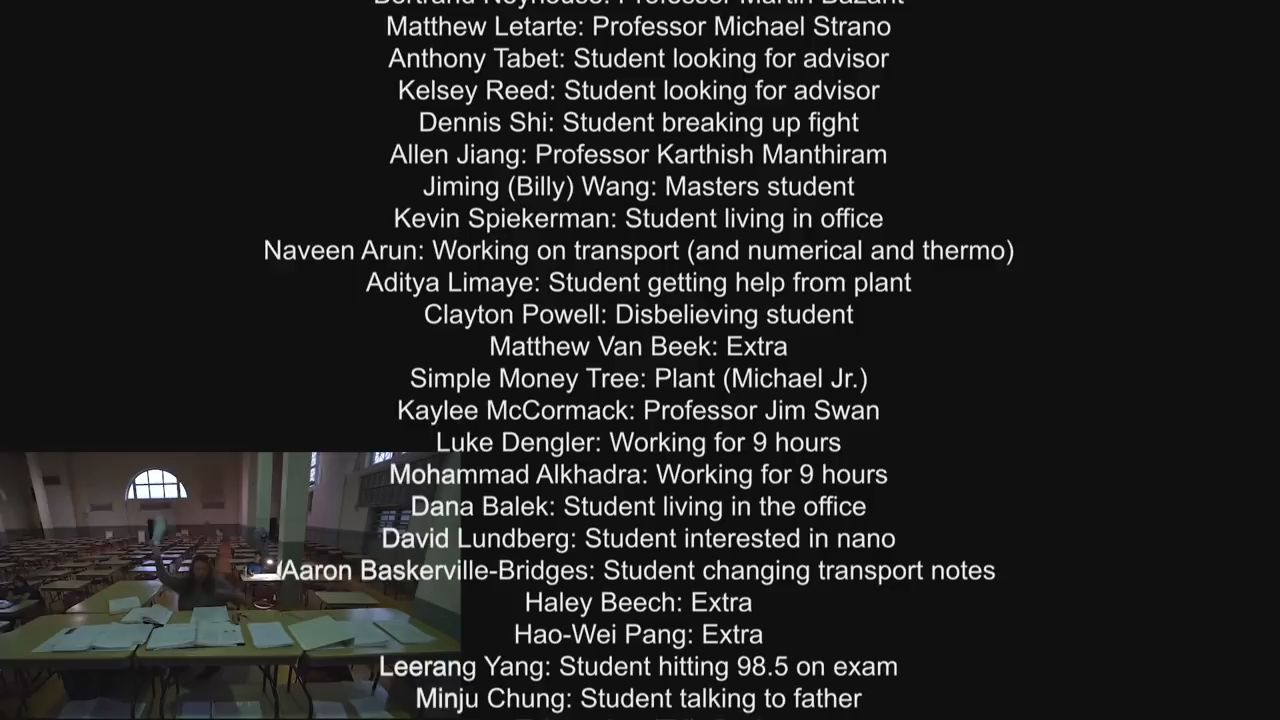 Matthew Letarte: Professor Michael Strano
Anthony Tabet: Student looking for advisor
Kelsey Reed: Student looking for advisor
Dennis Shi: Student breaking up fight
Allen Jiang: Professor Karthish Manthiram
Jiming (Billy) Wang: Masters student
Kevin Spiekerman: Student living in office
Naveen Arun: Working on transport (and numerical and thermo)
Aditya Limaye: Student getting help from plant
Clayton Powell: Disbelieving student
Matthew Van Beek: Extra
Simple Money Tree: Plant (Michael Jr.)
Kaylee McCormack: Professor Jim Swan
Luke Dengler: Working for 9 hours
Mohammad Alkhadra: Working for 9 hours
Dana Balek: Student living in the office
David Lundberg: Student interested in nano
Aaron Baskerville-Bridges: Student changing transport notes
Haley Beech: Extra
Hao-Wei Pang: Extra
Leerang Yang: Student hitting 98.5 on exam
Minju Chung: Student talking to father